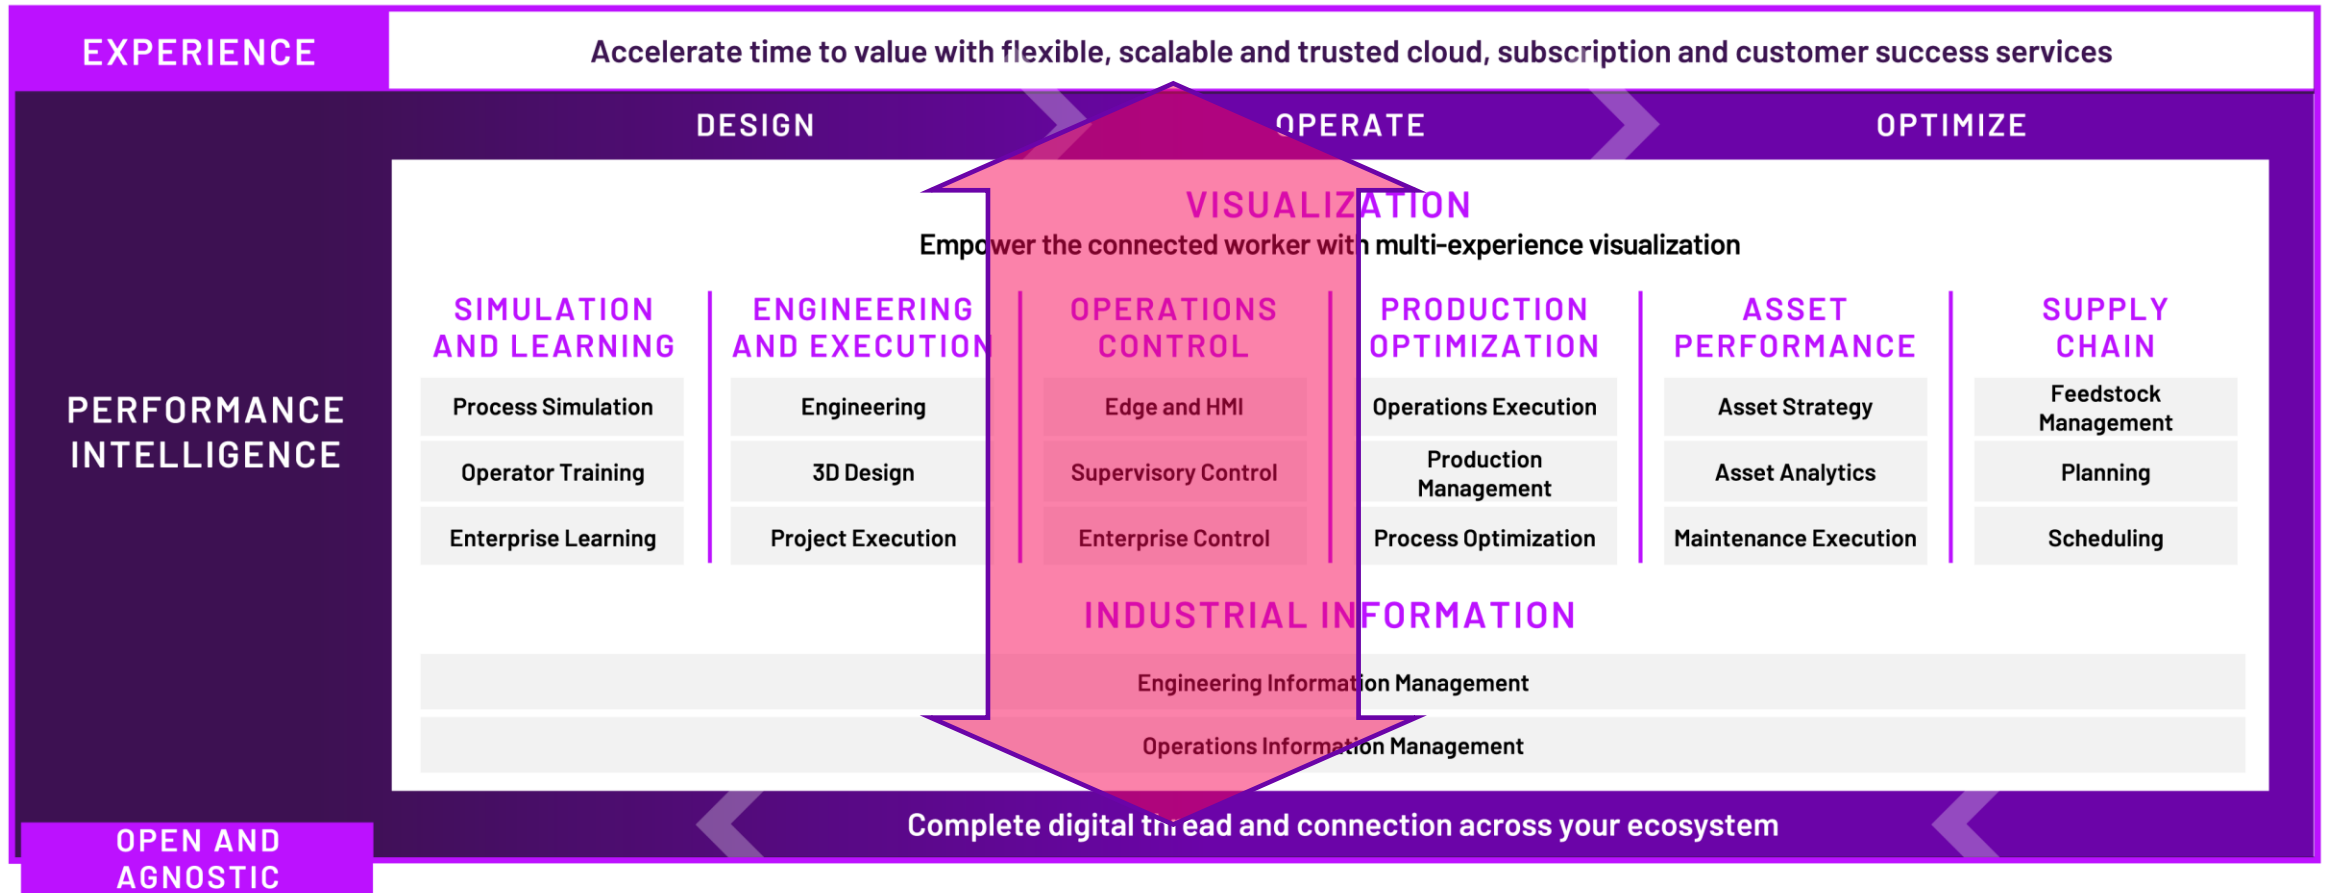 EXPERIENCE
Accelerate time to value with flexible, scalable and trusted cloud, subscription and customer success services
DESIGN
OPERATE
OPTIMIZE
PERFORMANCE
INTELLIGENCE
VISUALIZATION
Empower the connected worker with multi-experience visualization
SIMULATION
AND LEARNING
Process Simulation
Operator Training
Enterprise Learning
ENGINEERING
AND EXECUTION
Engineering
3D Design
Project Execution
OPERATIONS
CONTROL
Edge and HMI
Supervisory Control
Enterprise Control
PRODUCTION
OPTIMIZATION
Operations Execution
Production
Management
Process Optimization
ASSET
PERFORMANCE
Asset Strategy
Asset Analytics
Maintenance Execution
SUPPLY
CHAIN
Feedstock
Management
Planning
Scheduling
INDUSTRIAL INFORMATION
Engineering Information Management
Operations Information Management
Complete digital thread and connection across your ecosystem
OPEN AND
AGNOSTIC